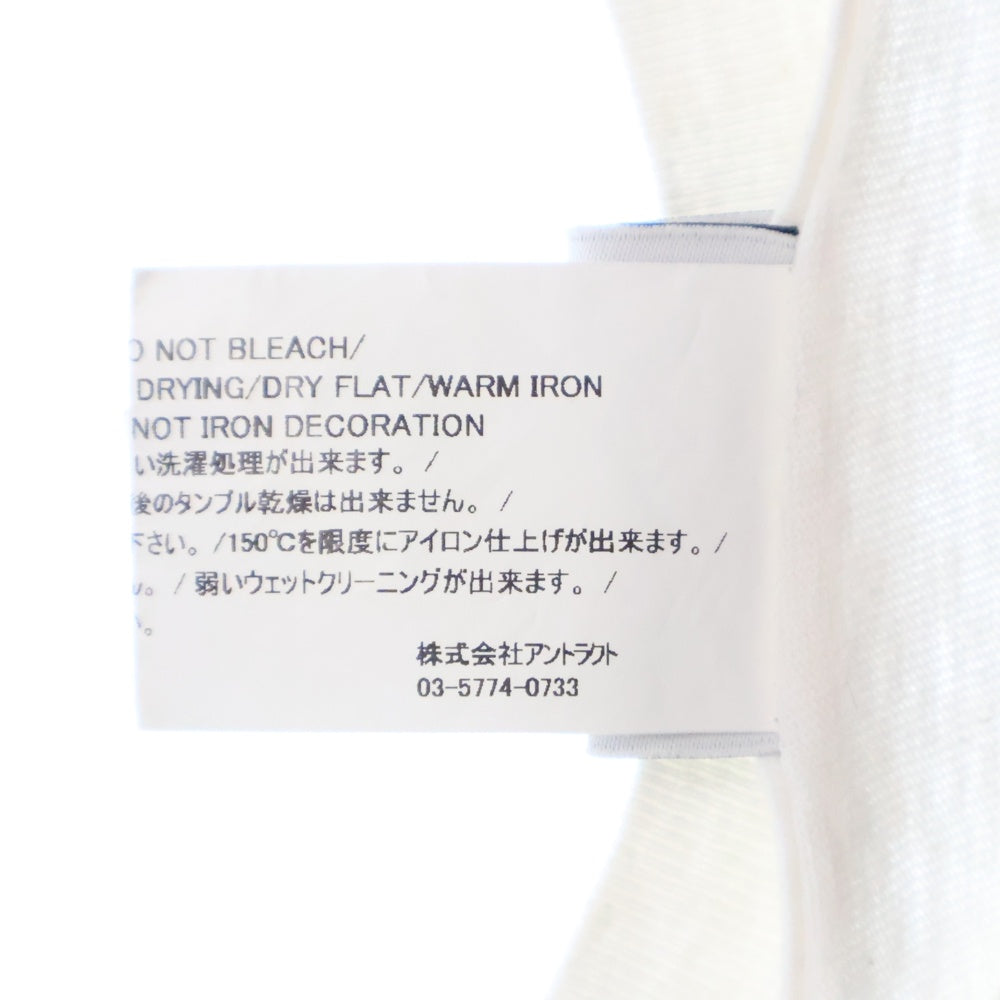 NOT BLEACH/
DRYING/DRY FLAT/WARM IRON
NOT IRON DECORATION
い洗濯処理が出来ます。 /
後のタンブル乾燥は出来ません。 /
下さい。 /150℃を限度にアイロン仕上げが出来ます。 /
ん。 / 弱いウェットクリーニングが出来ます。 /
株式会社アントラクト
03-5774-0733